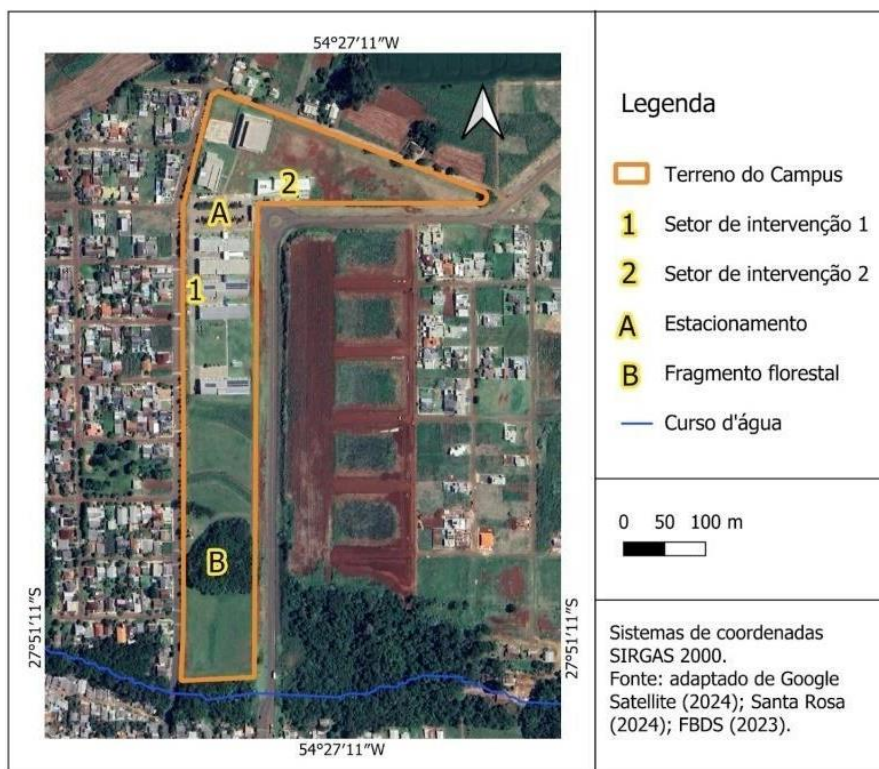 54°27'11"W
27°51'11"S
27°51'11"S
54°27'11"W
2
A
1
B
Legenda
Terreno do Campus
1 Setor de intervenção 1
2 Setor de intervenção 2
A Estacionamento
B Fragmento florestal
Curso d'água
0 50 100 m
Sistemas de coordenadas
SIRGAS 2000.
Fonte: adaptado de Google
Satellite (2024); Santa Rosa
(2024); FBDS (2023).